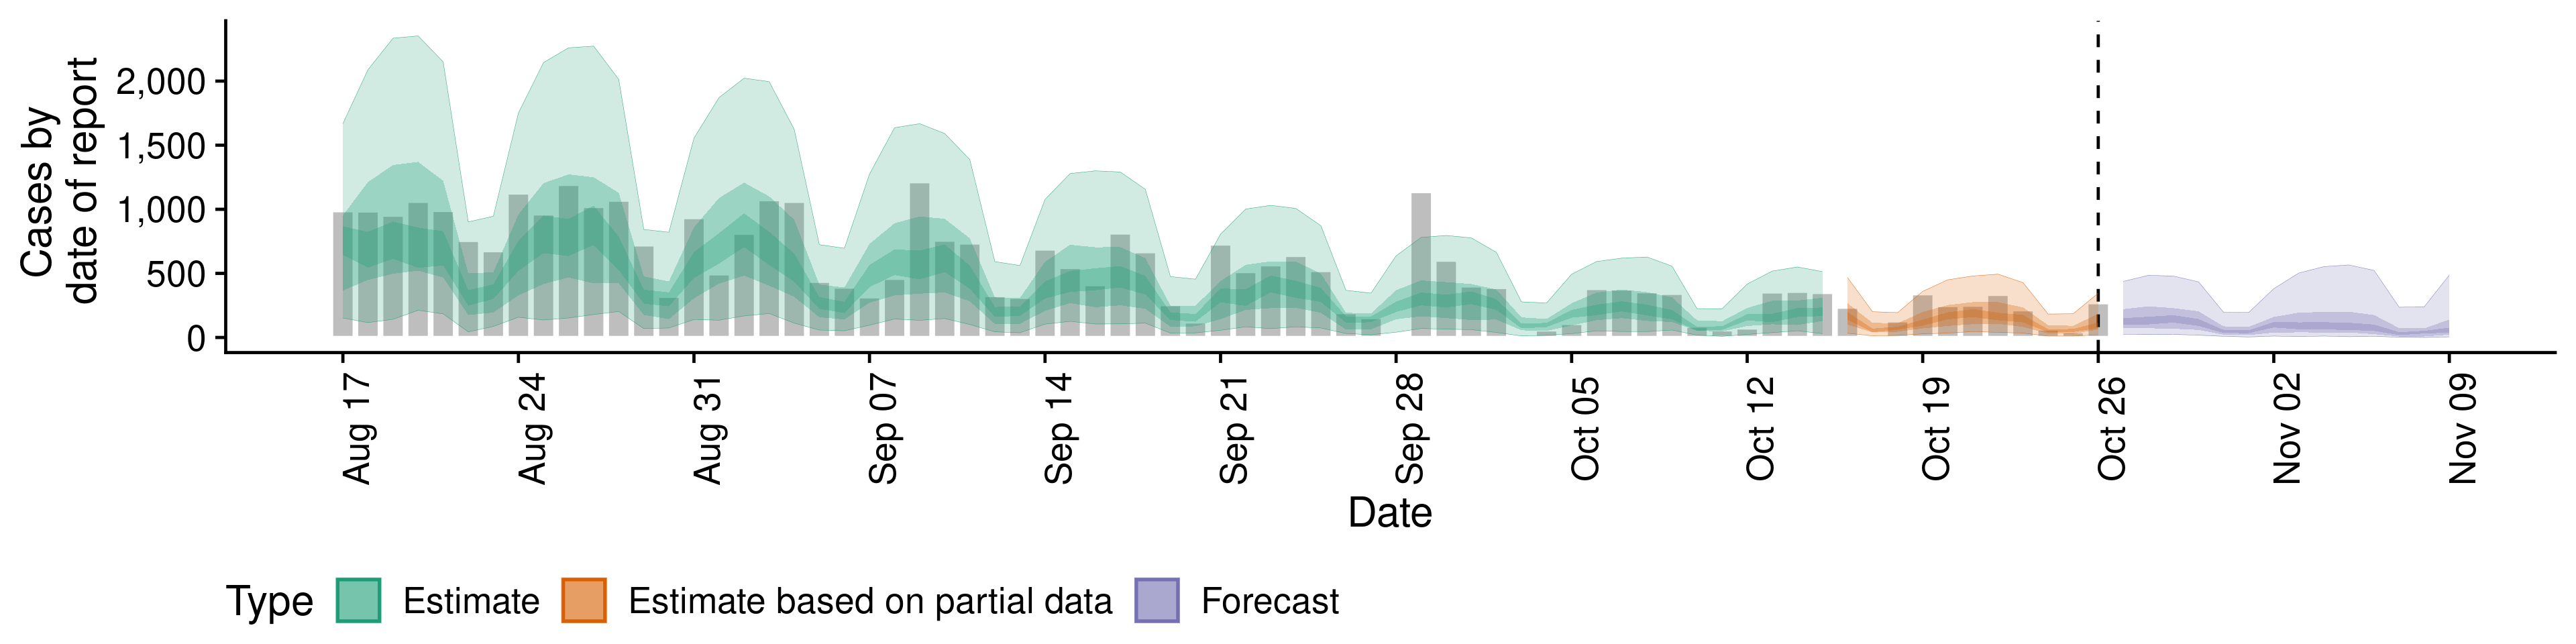 Cases by
date of report
2,000
1,500
1,000
500
0
Aug 17
Aug 24
Aug 31
Sep 07
Sep 14
Sep 21
Sep 28
Oct 05
Oct 12
Oct 19
Oct 26
Nov 02
Nov 09
Date
Type Estimate Estimate based on partial data Forecast